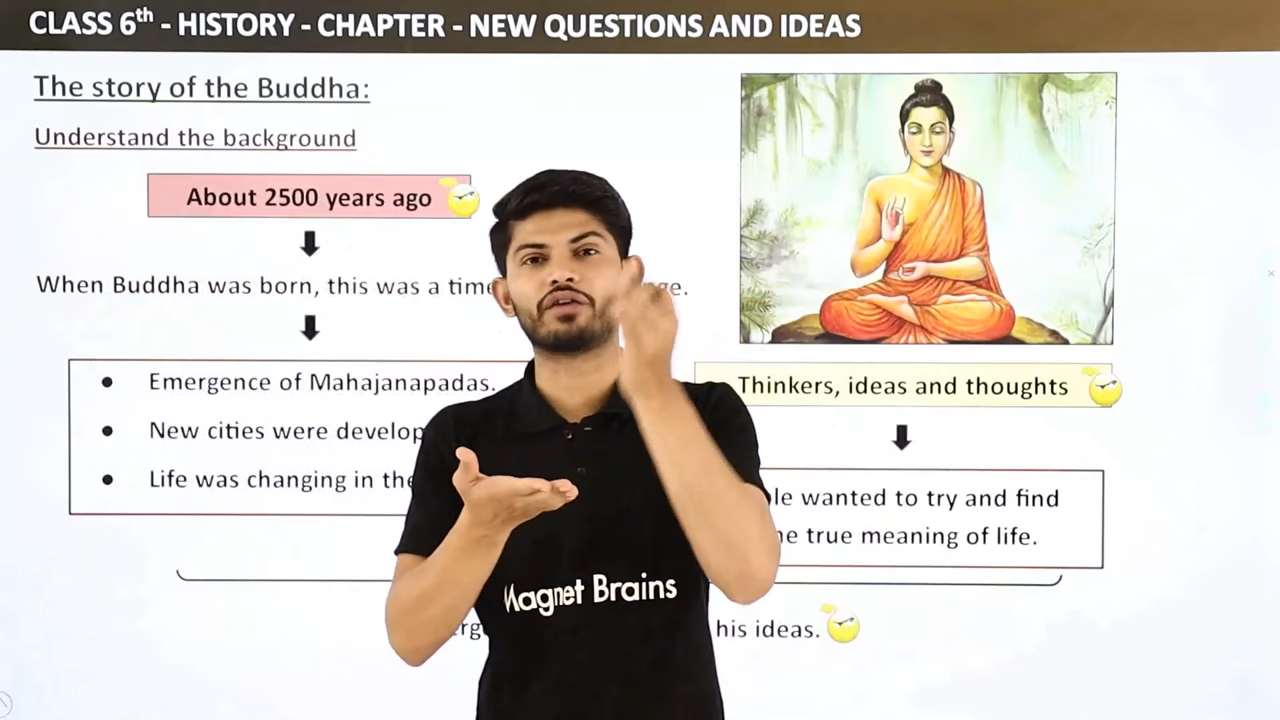 CLASS 6th - HISTORY - CHAPTER - NEW QUESTIONS AND IDEAS
The story of the Buddha:
Understand the background
About 2500 years ago
When Buddha was born, this was a time
Emergence of Mahajanapadas.
New cities were develop
Life was changing in the
Thinkers, ideas and thoughts
wanted to try and find
true meaning of life.
his ideas.
Magnet Brains